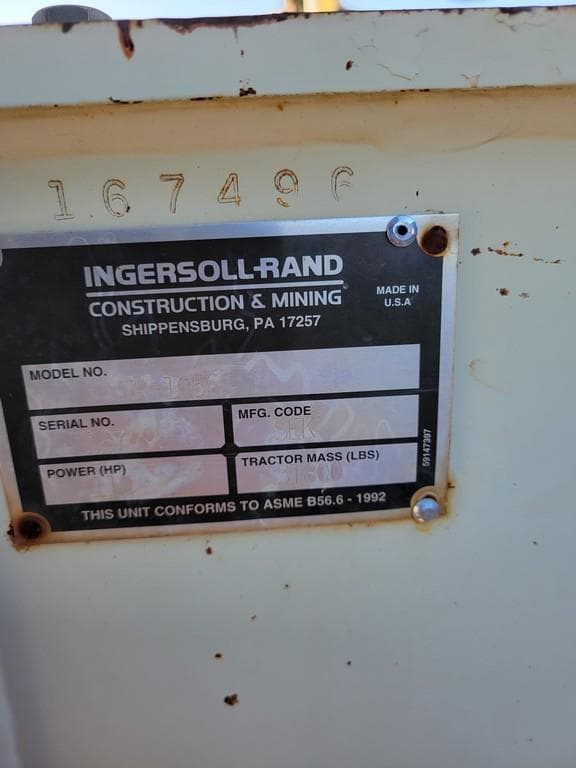 167496
INGERSOLL-RAND
CONSTRUCTION & MINING
SHIPPENSBURG, PA 17257
MADE IN
U.S.A
MODEL NO.
SERIAL NO.
MFG. CODE
POWER (HP)
TRACTOR MASS (LBS)
THIS UNIT CONFORMS TO ASME B56.6 - 1992
59147397